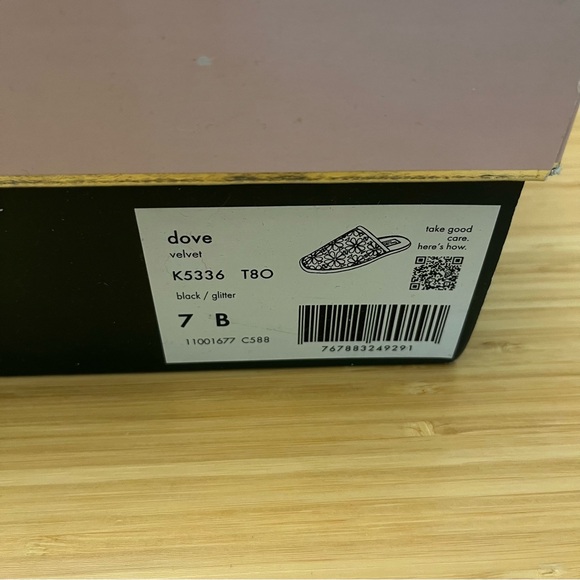 dove
velvet
K5336 T8O
black / glitter
7 B
11001677 C588
take good
care.
here's how.
767883249291